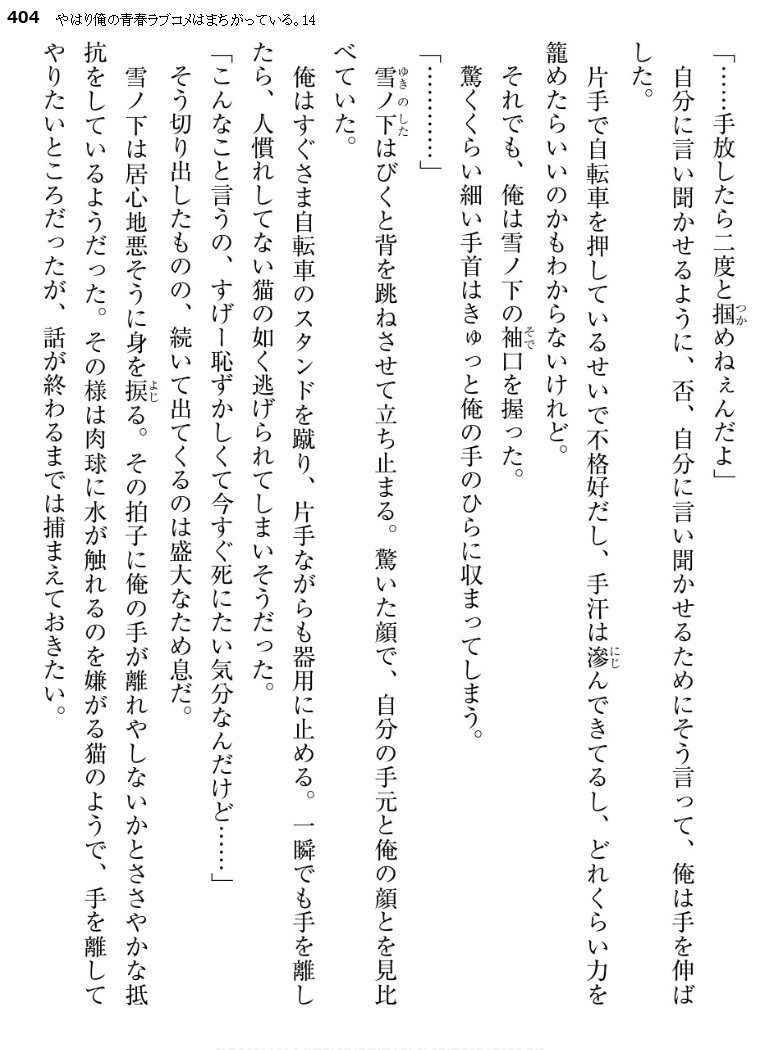 404 やはり俺の青春ラブコメはまちがっている。14
「……手放したら二度と掴めねぇんだよ」
自分に言い聞かせるように、否、自分に言い聞かせるためにそう言って、俺は手を伸ば
した。
片手で自転車を押しているせいで不格好だし、手汗は滲んできてるし、どれくらい力を
籠めたらいいのかもわからないけれど。
それでも、俺は雪ノ下の袖口を握った。
驚くくらい細い手首はきゅっと俺の手のひらに収まってしまう。
「…………」
雪ノ下はびくと背を跳ねさせて立ち止まる。驚いた顔で、自分の手元と俺の顔とを見比
べていた。
俺はすぐさま自転車のスタンドを蹴り、片手ながらも器用に止める。一瞬でも手を離し
たら、人慣れしてない猫の如く逃げられてしまいそうだった。
「こんなこと言うの、すげー恥ずかしくて今すぐ死にたい気分なんだけど……」
そう切り出したものの、続いて出てくるのは盛大なため息だ。
雪ノ下は居心地悪そうに身を捩る。その拍子に俺の手が離れやしないかとささやかな抵
抗をしているようだった。その様は肉球に水が触れるのを嫌がる猫のようで、手を離して
やりたいところだったが、話が終わるまでは捕まえておきたい。